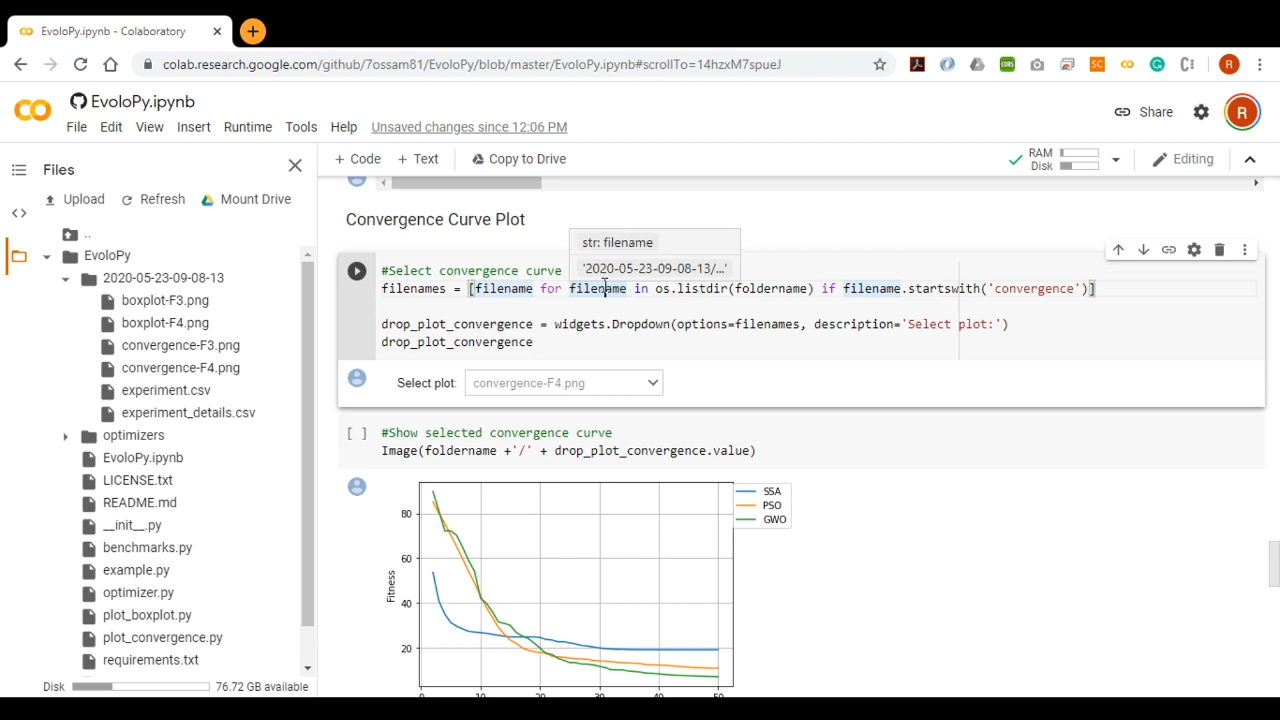 EvoloPy.ipynb - Colaboratory
colab.research.google.com/github/7ossam81/EvoloPy/blob/master/EvoloPy.ipynb#scrollTo=14hzxM7spueJ
SC
CORS
R
EvoloPy.ipynb
File Edit View Insert Runtime Tools Help Unsaved changes since 12:06 PM
Share
R
Files
+ Code + Text Copy to Drive
RAM
Disk
Editing
Upload Refresh Mount Drive
..
EvoloPy
2020-05-23-09-08-13
boxplot-F3.png
boxplot-F4.png
convergence-F3.png
convergence-F4.png
experiment.csv
experiment_details.csv
optimizers
EvoloPy.ipynb
LICENSE.txt
README.md
__init__.py
benchmarks.py
example.py
optimizer.py
plot_boxplot.py
plot_convergence.py
requirements.txt
Disk 76.72 GB available
Convergence Curve Plot
str: filename
'2020-05-23-09-08-13/...'
#Select convergence curve
filenames = [filename for filename in os.listdir(foldername) if filename.startswith('convergence')]
drop_plot_convergence = widgets.Dropdown(options=filenames, description='Select plot:')
drop_plot_convergence
Select plot: convergence-F4.png
[ ] #Show selected convergence curve
Image(foldername +'/' + drop_plot_convergence.value)
SSA
PSO
GWO
80
60
40
20
Fitness
0 10 20 30 40 50